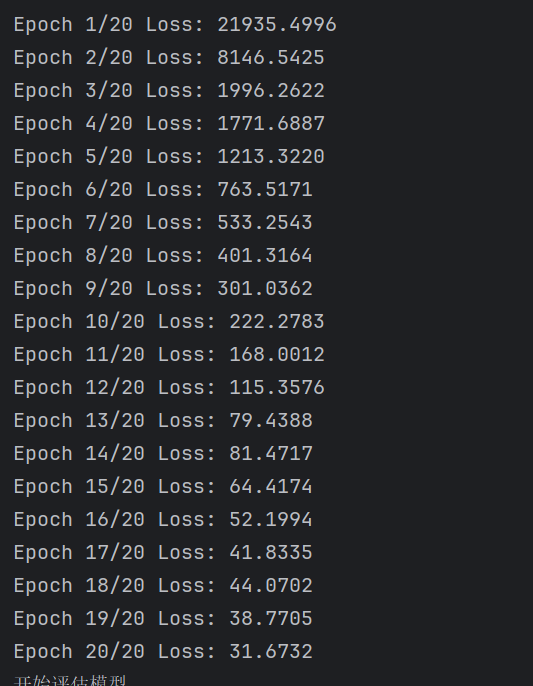 Epoch 1/20 Loss: 21935.4996
Epoch 2/20 Loss: 8146.5425
Epoch 3/20 Loss: 1996.2622
Epoch 4/20 Loss: 1771.6887
Epoch 5/20 Loss: 1213.3220
Epoch 6/20 Loss: 763.5171
Epoch 7/20 Loss: 533.2543
Epoch 8/20 Loss: 401.3164
Epoch 9/20 Loss: 301.0362
Epoch 10/20 Loss: 222.2783
Epoch 11/20 Loss: 168.0012
Epoch 12/20 Loss: 115.3576
Epoch 13/20 Loss: 79.4388
Epoch 14/20 Loss: 81.4717
Epoch 15/20 Loss: 64.4174
Epoch 16/20 Loss: 52.1994
Epoch 17/20 Loss: 41.8335
Epoch 18/20 Loss: 44.0702
Epoch 19/20 Loss: 38.7705
Epoch 20/20 Loss: 31.6732
开始评估模型